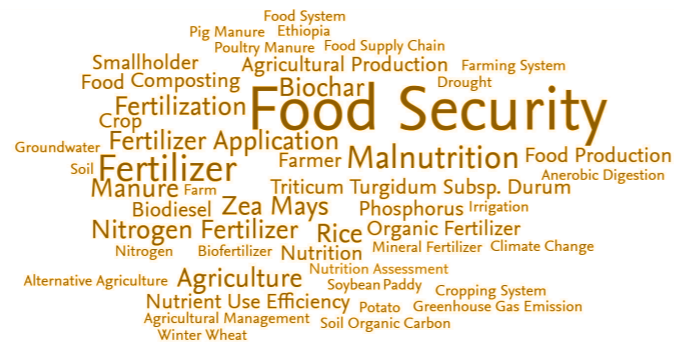 Food System
Pig Manure Ethiopia
Poultry Manure Food Supply Chain
Smallholder Agricultural Production Farming System
Food Composting Biochar Drought
Fertilization Food Security
Crop
Groundwater Fertilizer Application
Farmer Malnutrition Food Production
Soil Fertilizer Anerobic Digestion
Manure Farm Triticum Turgidum Subsp. Durum
Biodiesel Zea Mays Phosphorus Irrigation
Nitrogen Fertilizer Rice Organic Fertilizer
Nitrogen Biofertilizer Nutrition Mineral Fertilizer Climate Change
Nutrition Assessment
Alternative Agriculture Agriculture Soybean Paddy Cropping System
Nutrient Use Efficiency Potato Greenhouse Gas Emission
Agricultural Management Soil Organic Carbon
Winter Wheat